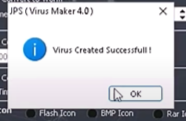 JPS ( Virus Maker 4.0 )
Virus Created Successfull !
OK
Flash Icon
BMP Icon
Rar I